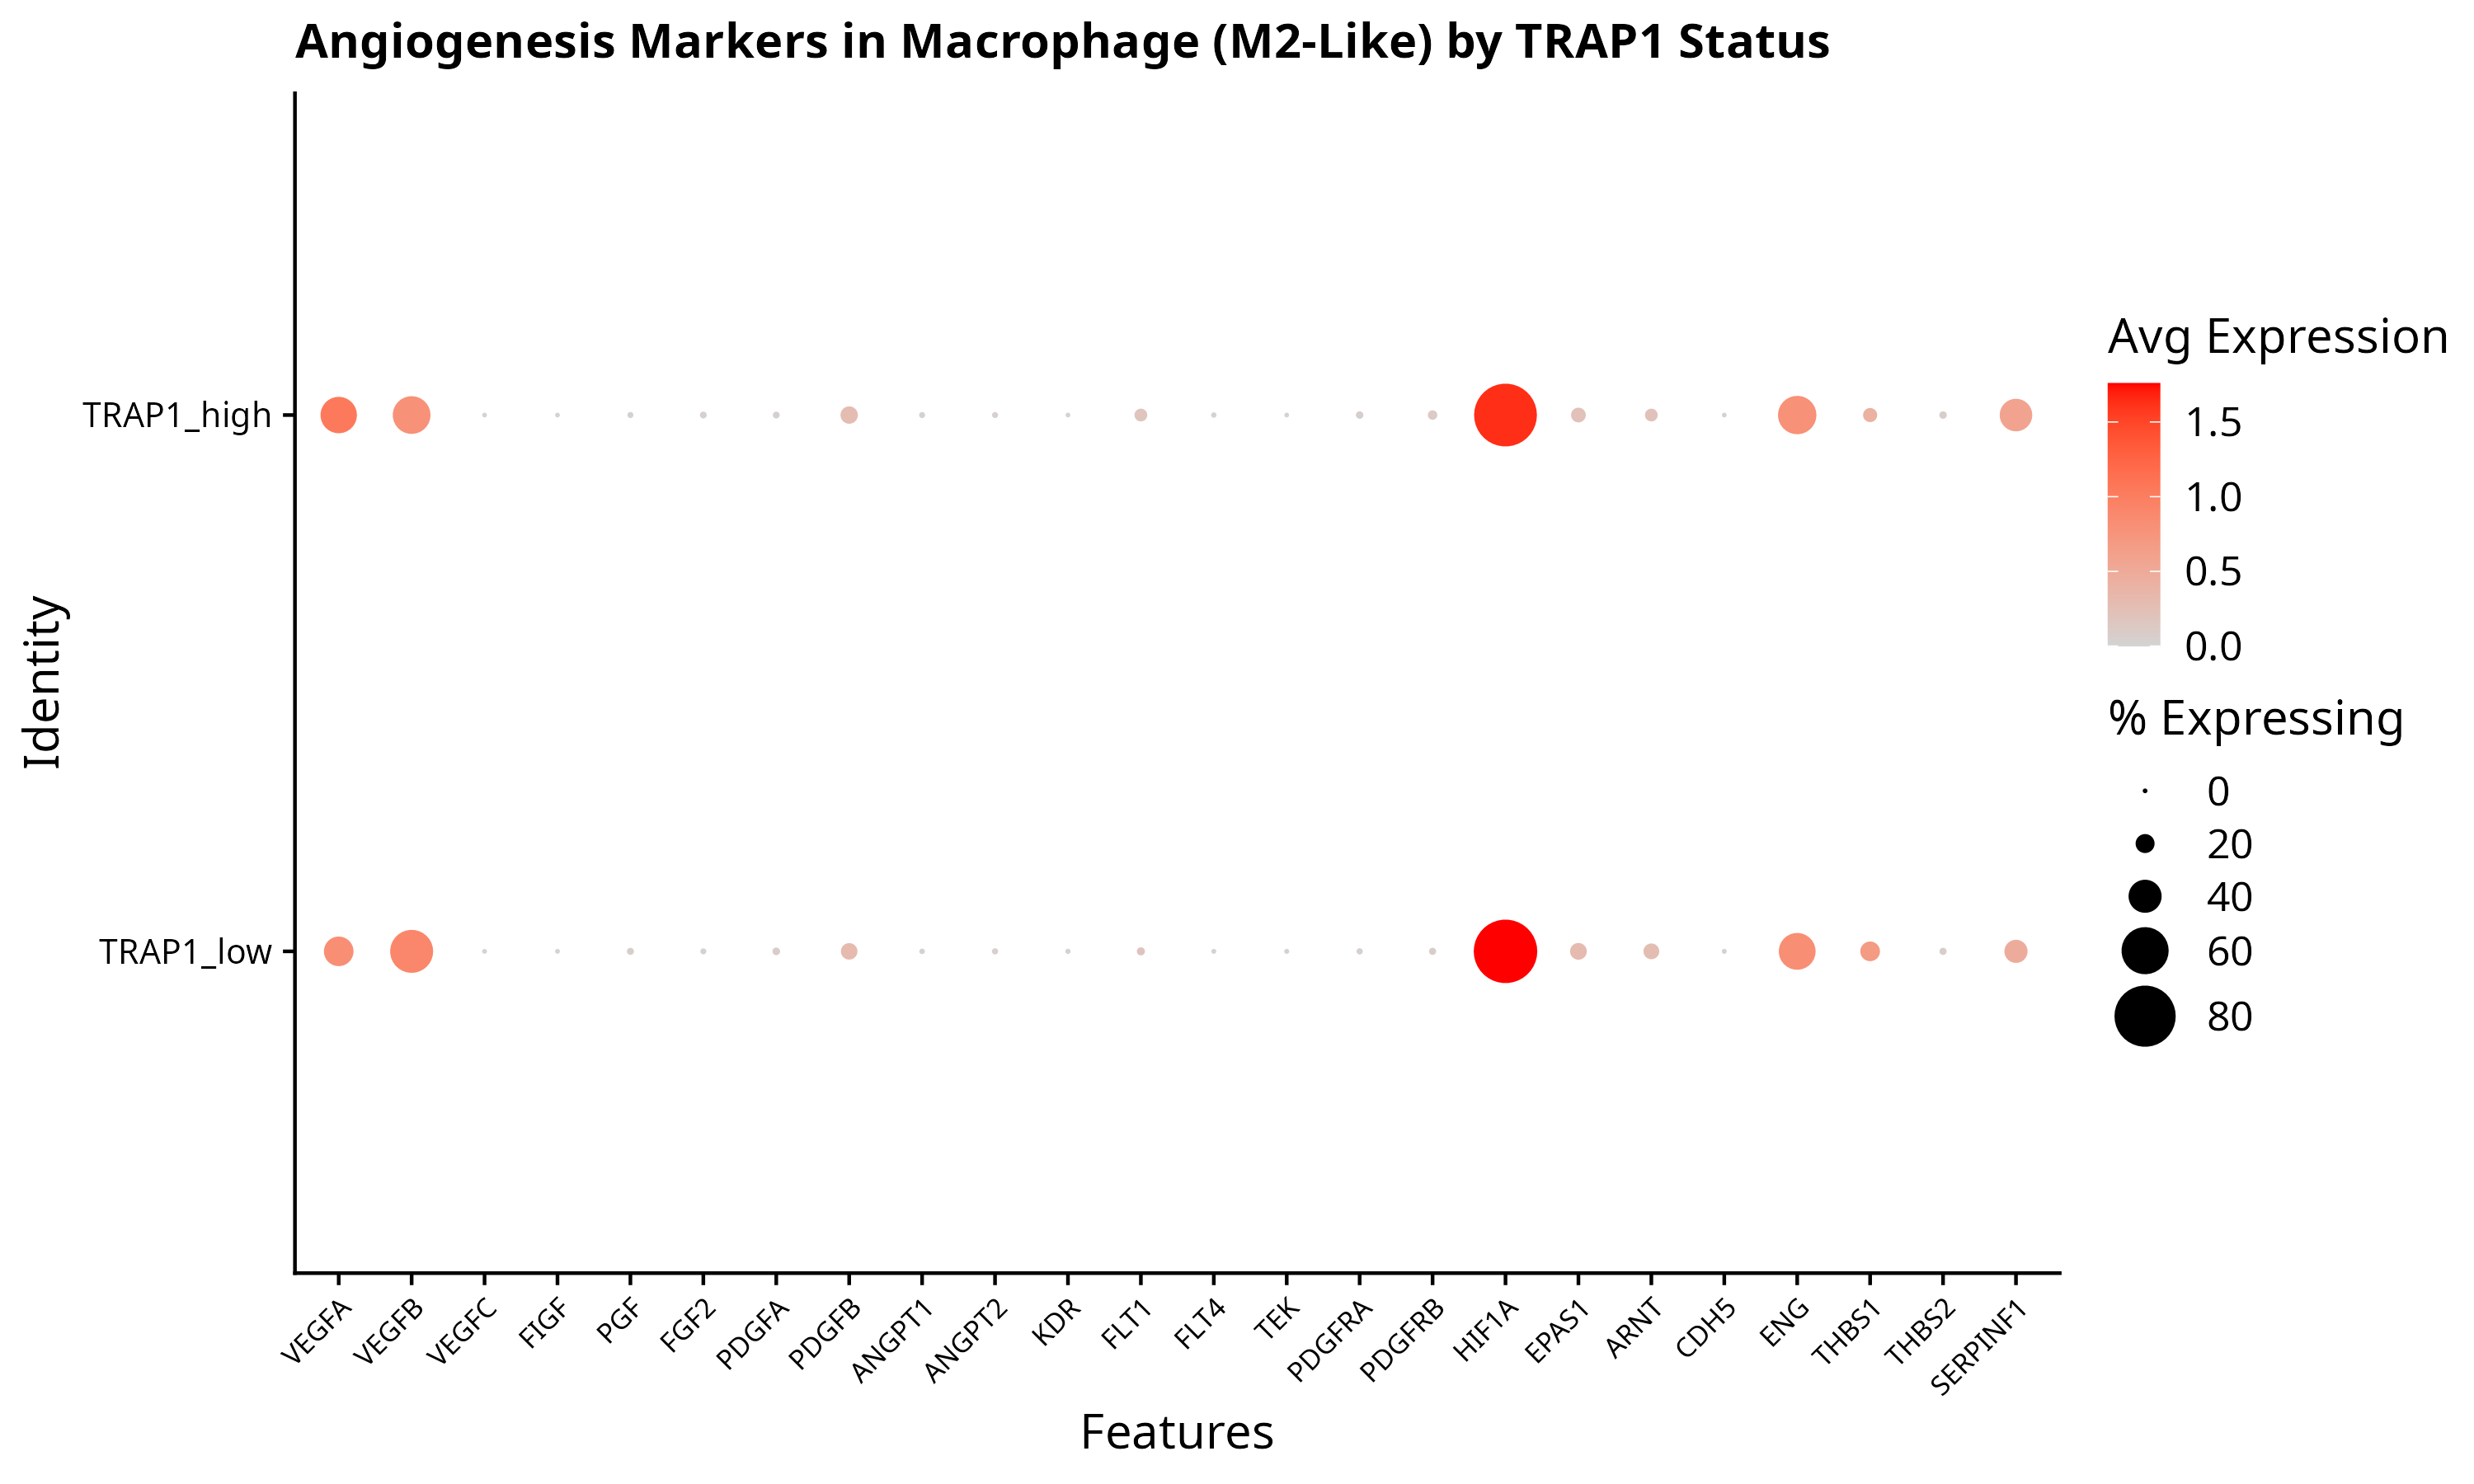 Angiogenesis Markers in Macrophage (M2-Like) by TRAP1 Status
Identity
TRAP1_high
TRAP1_low
VEGFA
VEGFB
VEGFC
FIGF
PGF
FGF2
PDGFA
PDGFB
ANGPT1
ANGPT2
KDR
FLT1
FLT4
TEK
PDGFRA
PDGFRB
HIF1A
EPAS1
ARNT
CDH5
ENG
THBS1
THBS2
SERPINF1
Features
Avg Expression
1.5
1.0
0.5
0.0
% Expressing
0
20
40
60
80